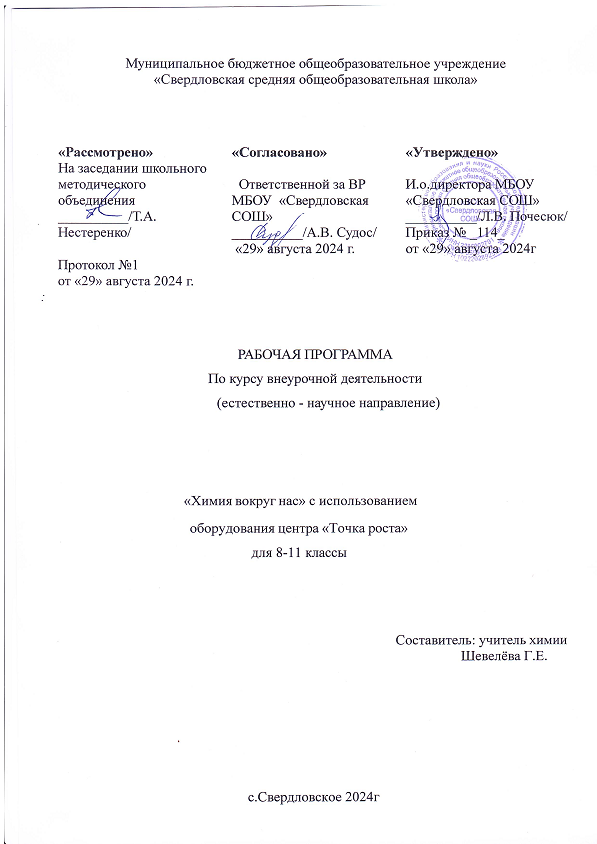 Муниципальное бюджетное общеобразовательное учреждение
«Свердловская средняя общеобразовательная школа»
«Рассмотрено»
На заседании школьного
методического
объединения
__________ /Т.А.
Нестеренко/
Протокол №1
от «29» августа 2024 г.
«Согласовано»
Ответственной за ВР
МБОУ «Свердловская
СОШ»
__________/А.В. Судос/
«29» августа 2024 г.
«Утверждено»
И.о.директора МБОУ
«Свердловская СОШ»
__________/Л.В. Почесюк/
Приказ № 114
от «29» августа 2024г
«Свердловская
СОШ»
:
РАБОЧАЯ ПРОГРАММА
По курсу внеурочной деятельности
(естественно - научное направление)
«Химия вокруг нас» с использованием
оборудования центра «Точка роста»
для 8-11 классы
Составитель: учитель химии
Шевелёва Г.Е.
с.Свердловское 2024г